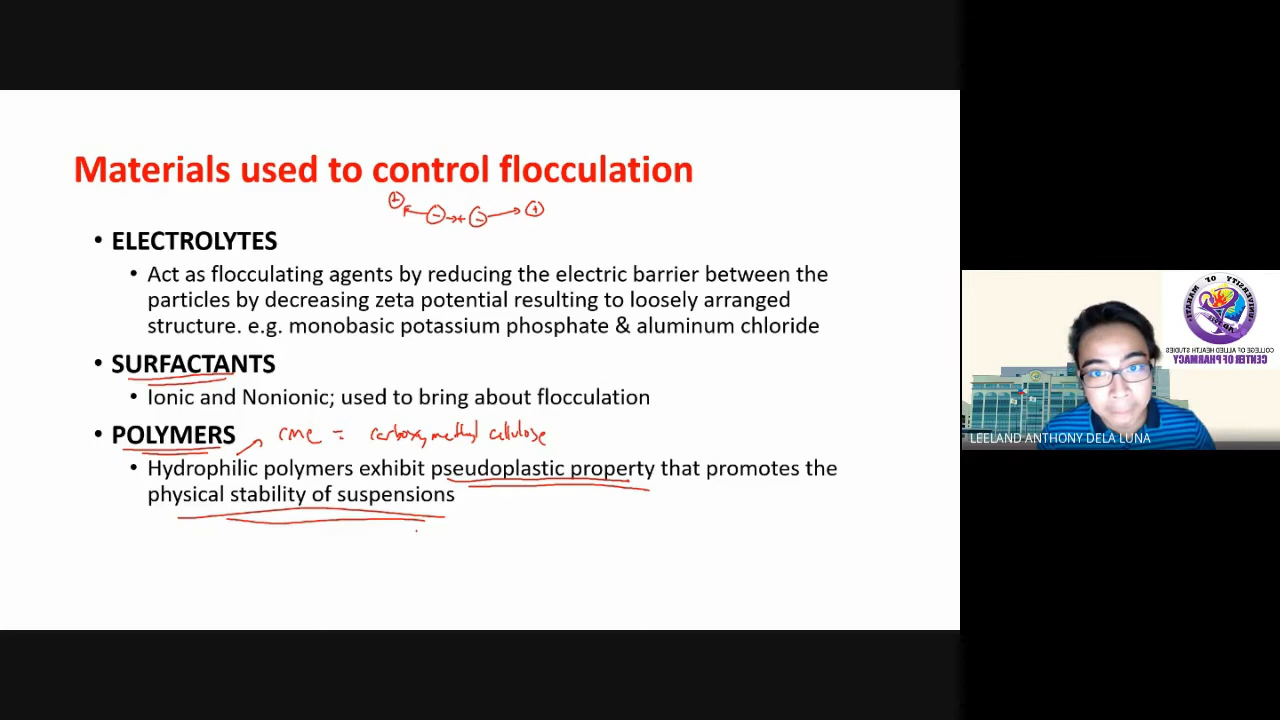 Materials used to control flocculation
+ - - +
• ELECTROLYTES
• Act as flocculating agents by reducing the electric barrier between the
particles by decreasing zeta potential resulting to loosely arranged
structure. e.g. monobasic potassium phosphate & aluminum chloride
• SURFACTANTS
• Ionic and Nonionic; used to bring about flocculation
• POLYMERS cmc = carboxymethyl cellulose
• Hydrophilic polymers exhibit pseudoplastic property that promotes the
physical stability of suspensions
UNIVERSITY OF MAKATI
COLLEGE OF ALLIED HEALTH STUDIES
CENTER OF PHARMACY
LEELAND ANTHONY DELA LUNA